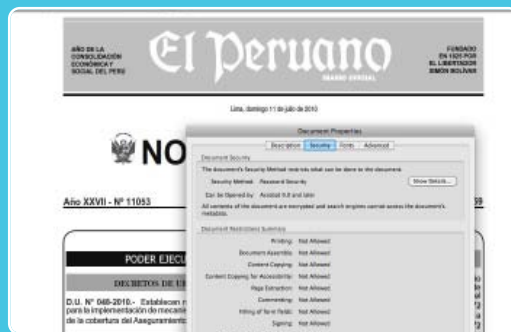 AÑO DE LA
CONSOLIDACIÓN
ECONÓMICA Y
SOCIAL DEL PERÚ
El Peruano
DIARIO OFICIAL
FUNDADO
EN 1825 POR
EL LIBERTADOR
SIMÓN BOLÍVAR
Lima, domingo 11 de julio de 2010
NO
Año XXVII - Nº 11053
59
PODER EJECU
DECRETOS DE UR
D.U. Nº 048-2010.- Establecen
para la implementación de mecani
de la cobertura del Aseguramiento
Document Properties
Description Security Fonts Advanced
Document Security
The document's Security Method restricts what can be done to the document.
Security Method: Password Security
Show Details...
Can be Opened by: Acrobat 9.0 and later
All contents of the document are encrypted and search engines cannot access the document's
metadata.
Document Restrictions Summary
Printing: Not Allowed
Document Assembly: Not Allowed
Content Copying: Not Allowed
Content Copying for Accessibility: Not Allowed
Page Extraction: Not Allowed
Commenting: Not Allowed
Filling of form fields: Not Allowed
Signing: Not Allowed